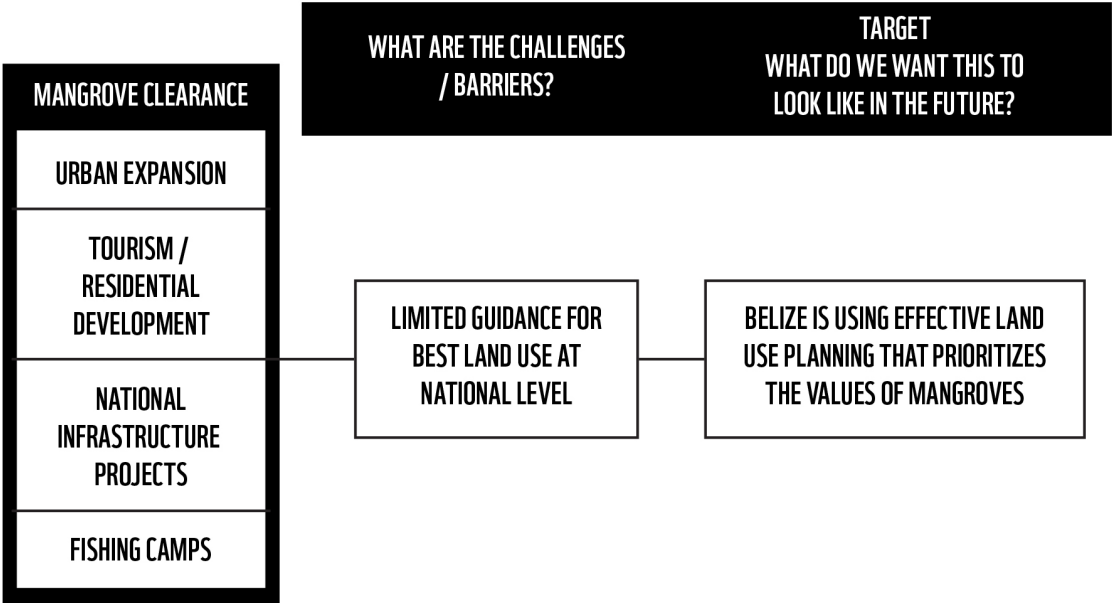 WHAT ARE THE CHALLENGES
/ BARRIERS?
TARGET
WHAT DO WE WANT THIS TO
LOOK LIKE IN THE FUTURE?
MANGROVE CLEARANCE
URBAN EXPANSION
TOURISM /
RESIDENTIAL
DEVELOPMENT
NATIONAL
INFRASTRUCTURE
PROJECTS
FISHING CAMPS
LIMITED GUIDANCE FOR
BEST LAND USE AT
NATIONAL LEVEL
BELIZE IS USING EFFECTIVE LAND
USE PLANNING THAT PRIORITIZES
THE VALUES OF MANGROVES